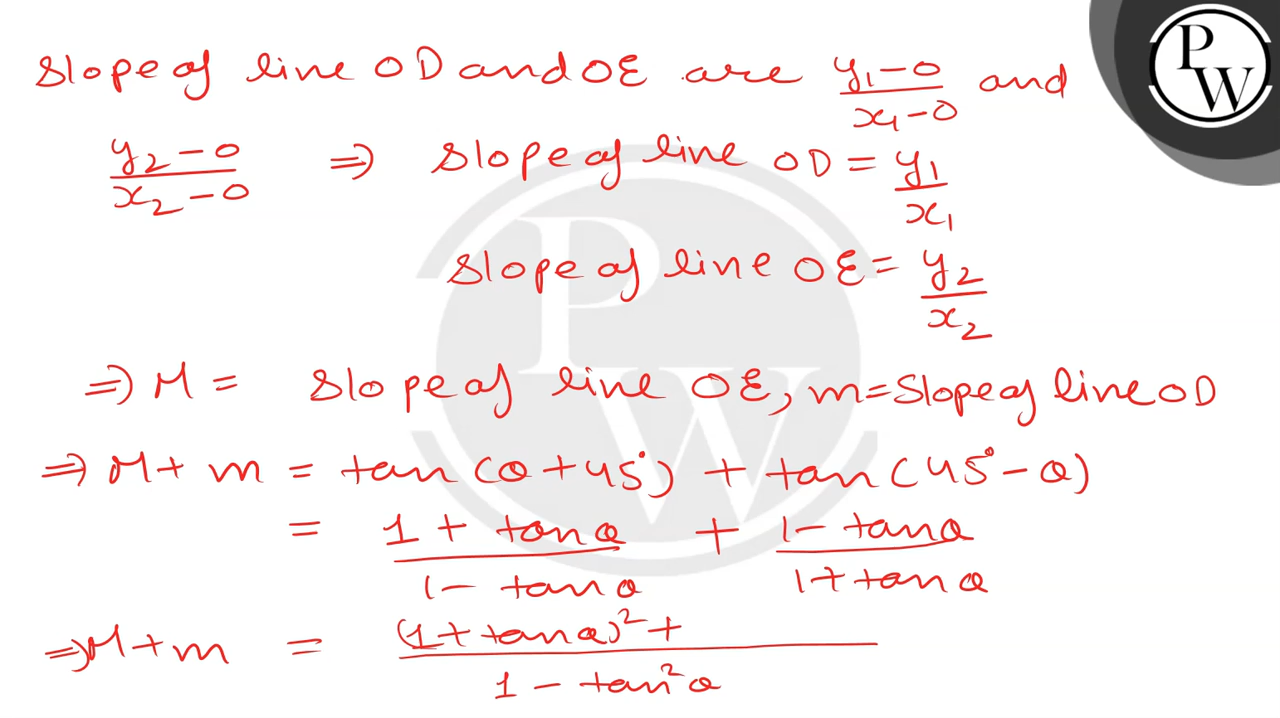 PW
Slope of line OD and OE are (y₁-0)/(x₁-0) and
(y₂-0)/(x₂-0) ⇒ Slope of line OD = y₁/x₁
Slope of line OE = y₂/x₂
⇒ M = Slope of line OE, m = Slope of line OD
⇒ M + m = tan(θ + 45°) + tan(45° - θ)
= (1 + tanθ)/(1 - tanθ) + (1 - tanθ)/(1 + tanθ)
⇒ M + m = ((1 + tanθ)² + )/(1 - tan²θ)